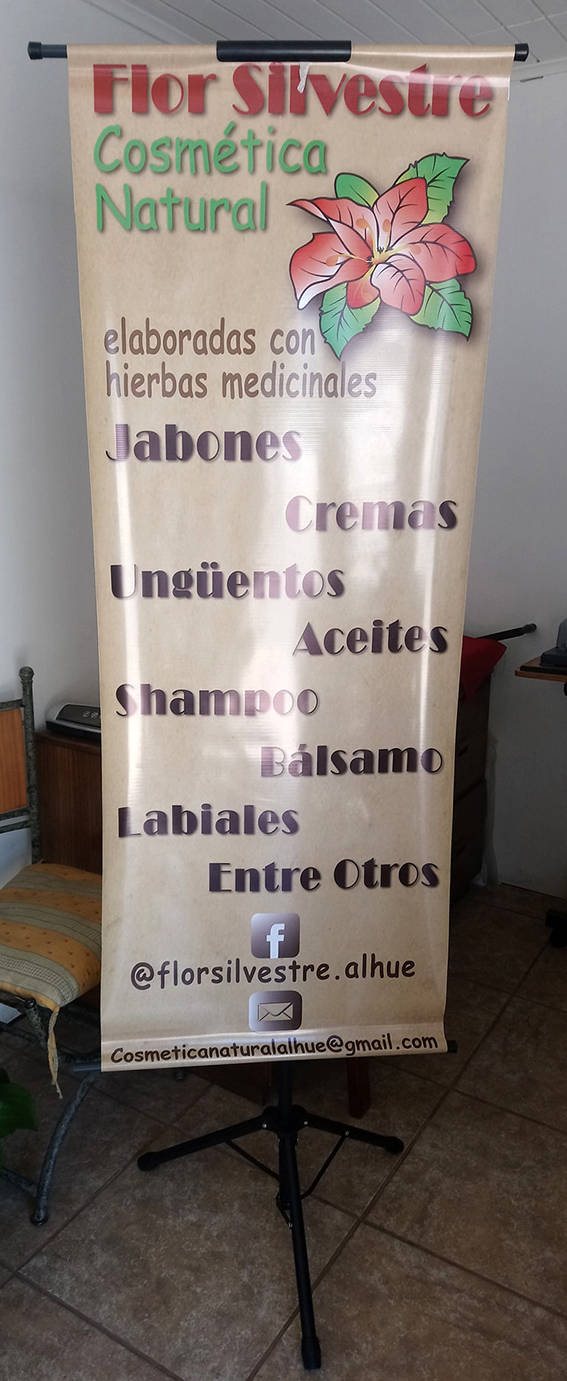 Flor Silvestre
Cosmética
Natural
elaboradas con
hierbas medicinales
Jabones
Cremas
Ungüentos
Aceites
Shampoo
Bálsamo
Labiales
Entre Otros
f
@florsilvestre.alhue
Cosmeticanaturalalhue@gmail.com